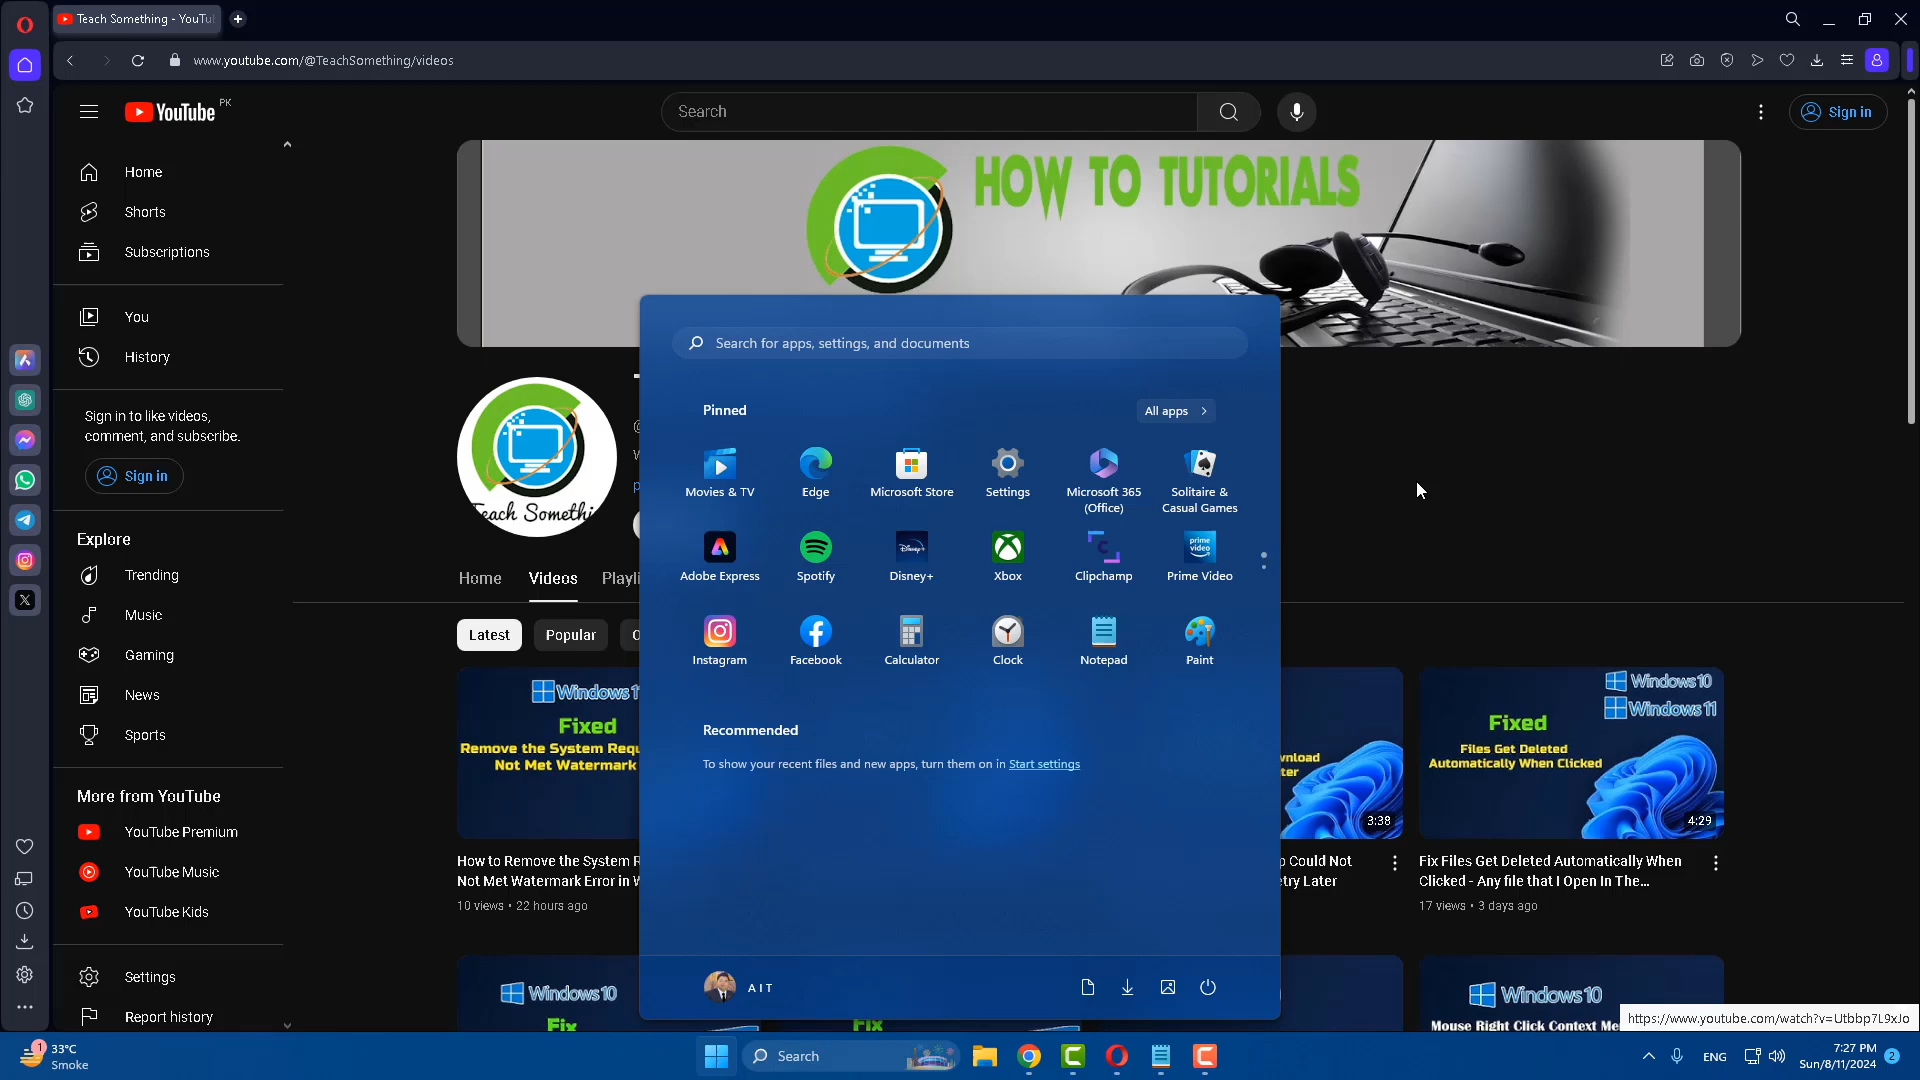 Teach Something - YouTu
www.youtube.com/@TeachSomething/videos
YouTube PK
Search
Sign in
Home
Shorts
Subscriptions
You
History
Sign in to like videos,
comment, and subscribe.
Sign in
Explore
Trending
Music
Gaming
News
Sports
More from YouTube
YouTube Premium
YouTube Music
YouTube Kids
Settings
Report history
HOW TO TUTORIALS
Teach Somethi
Home
Videos
Playli
Latest
Popular
Windows 1
Fixed
Remove the System Requ
Not Met Watermark
How to Remove the System R
Not Met Watermark Error in W
10 views • 22 hours ago
3:38
p Could Not
etry Later
Windows 10
Windows 11
Fixed
Files Get Deleted
Automatically When Clicked
4:29
Fix Files Get Deleted Automatically When
Clicked - Any file that I Open In The...
17 views • 3 days ago
Windows 10
Fix
Fix
Windows 10
Mouse Right Click Context Me
https://www.youtube.com/watch?v=Utbbp7L9xJo
Search for apps, settings, and documents
Pinned
All apps
Movies & TV
Edge
Microsoft Store
Settings
Microsoft 365
(Office)
Solitaire &
Casual Games
Adobe Express
Spotify
Disney+
Xbox
Clipchamp
prime
video
Prime Video
Instagram
Facebook
Calculator
Clock
Notepad
Paint
Recommended
To show your recent files and new apps, turn them on in Start settings
A I T
1
33°C
Smoke
Search
ENG
7:27 PM
Sun/8/11/2024
2